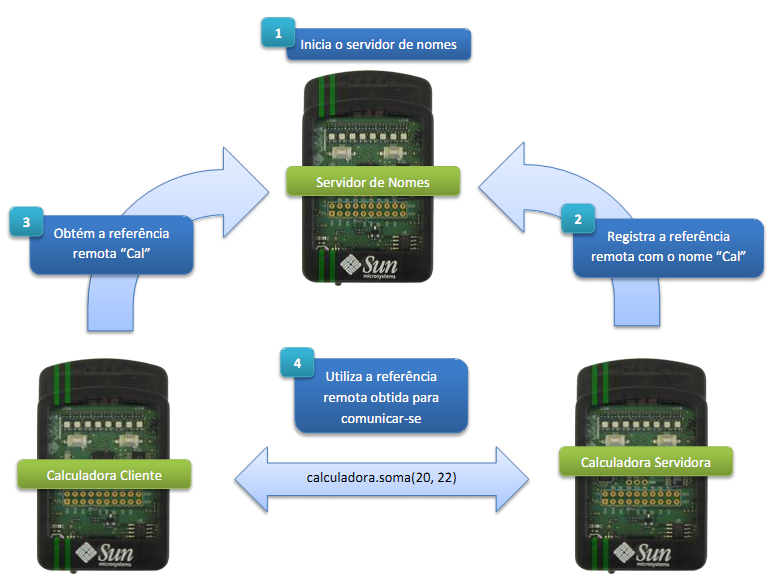 1
Inicia o servidor de nomes
Servidor de Nomes
Sun
microsystems
3
Obtém a referência
remota “Cal”
2
Registra a referência
remota com o nome “Cal”
4
Utiliza a referência
remota obtida para
comunicar-se
Calculadora Cliente
calculadora.soma(20, 22)
Calculadora Servidora
Sun
microsystems
Sun
microsystems